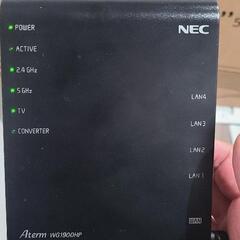 POWER
NEC
ACTIVE
2.4 GHz
5 GHz
TV
CONVERTER
LAN4
LAN3
LAN2
LAN1
WAN
Aterm WG1900HP